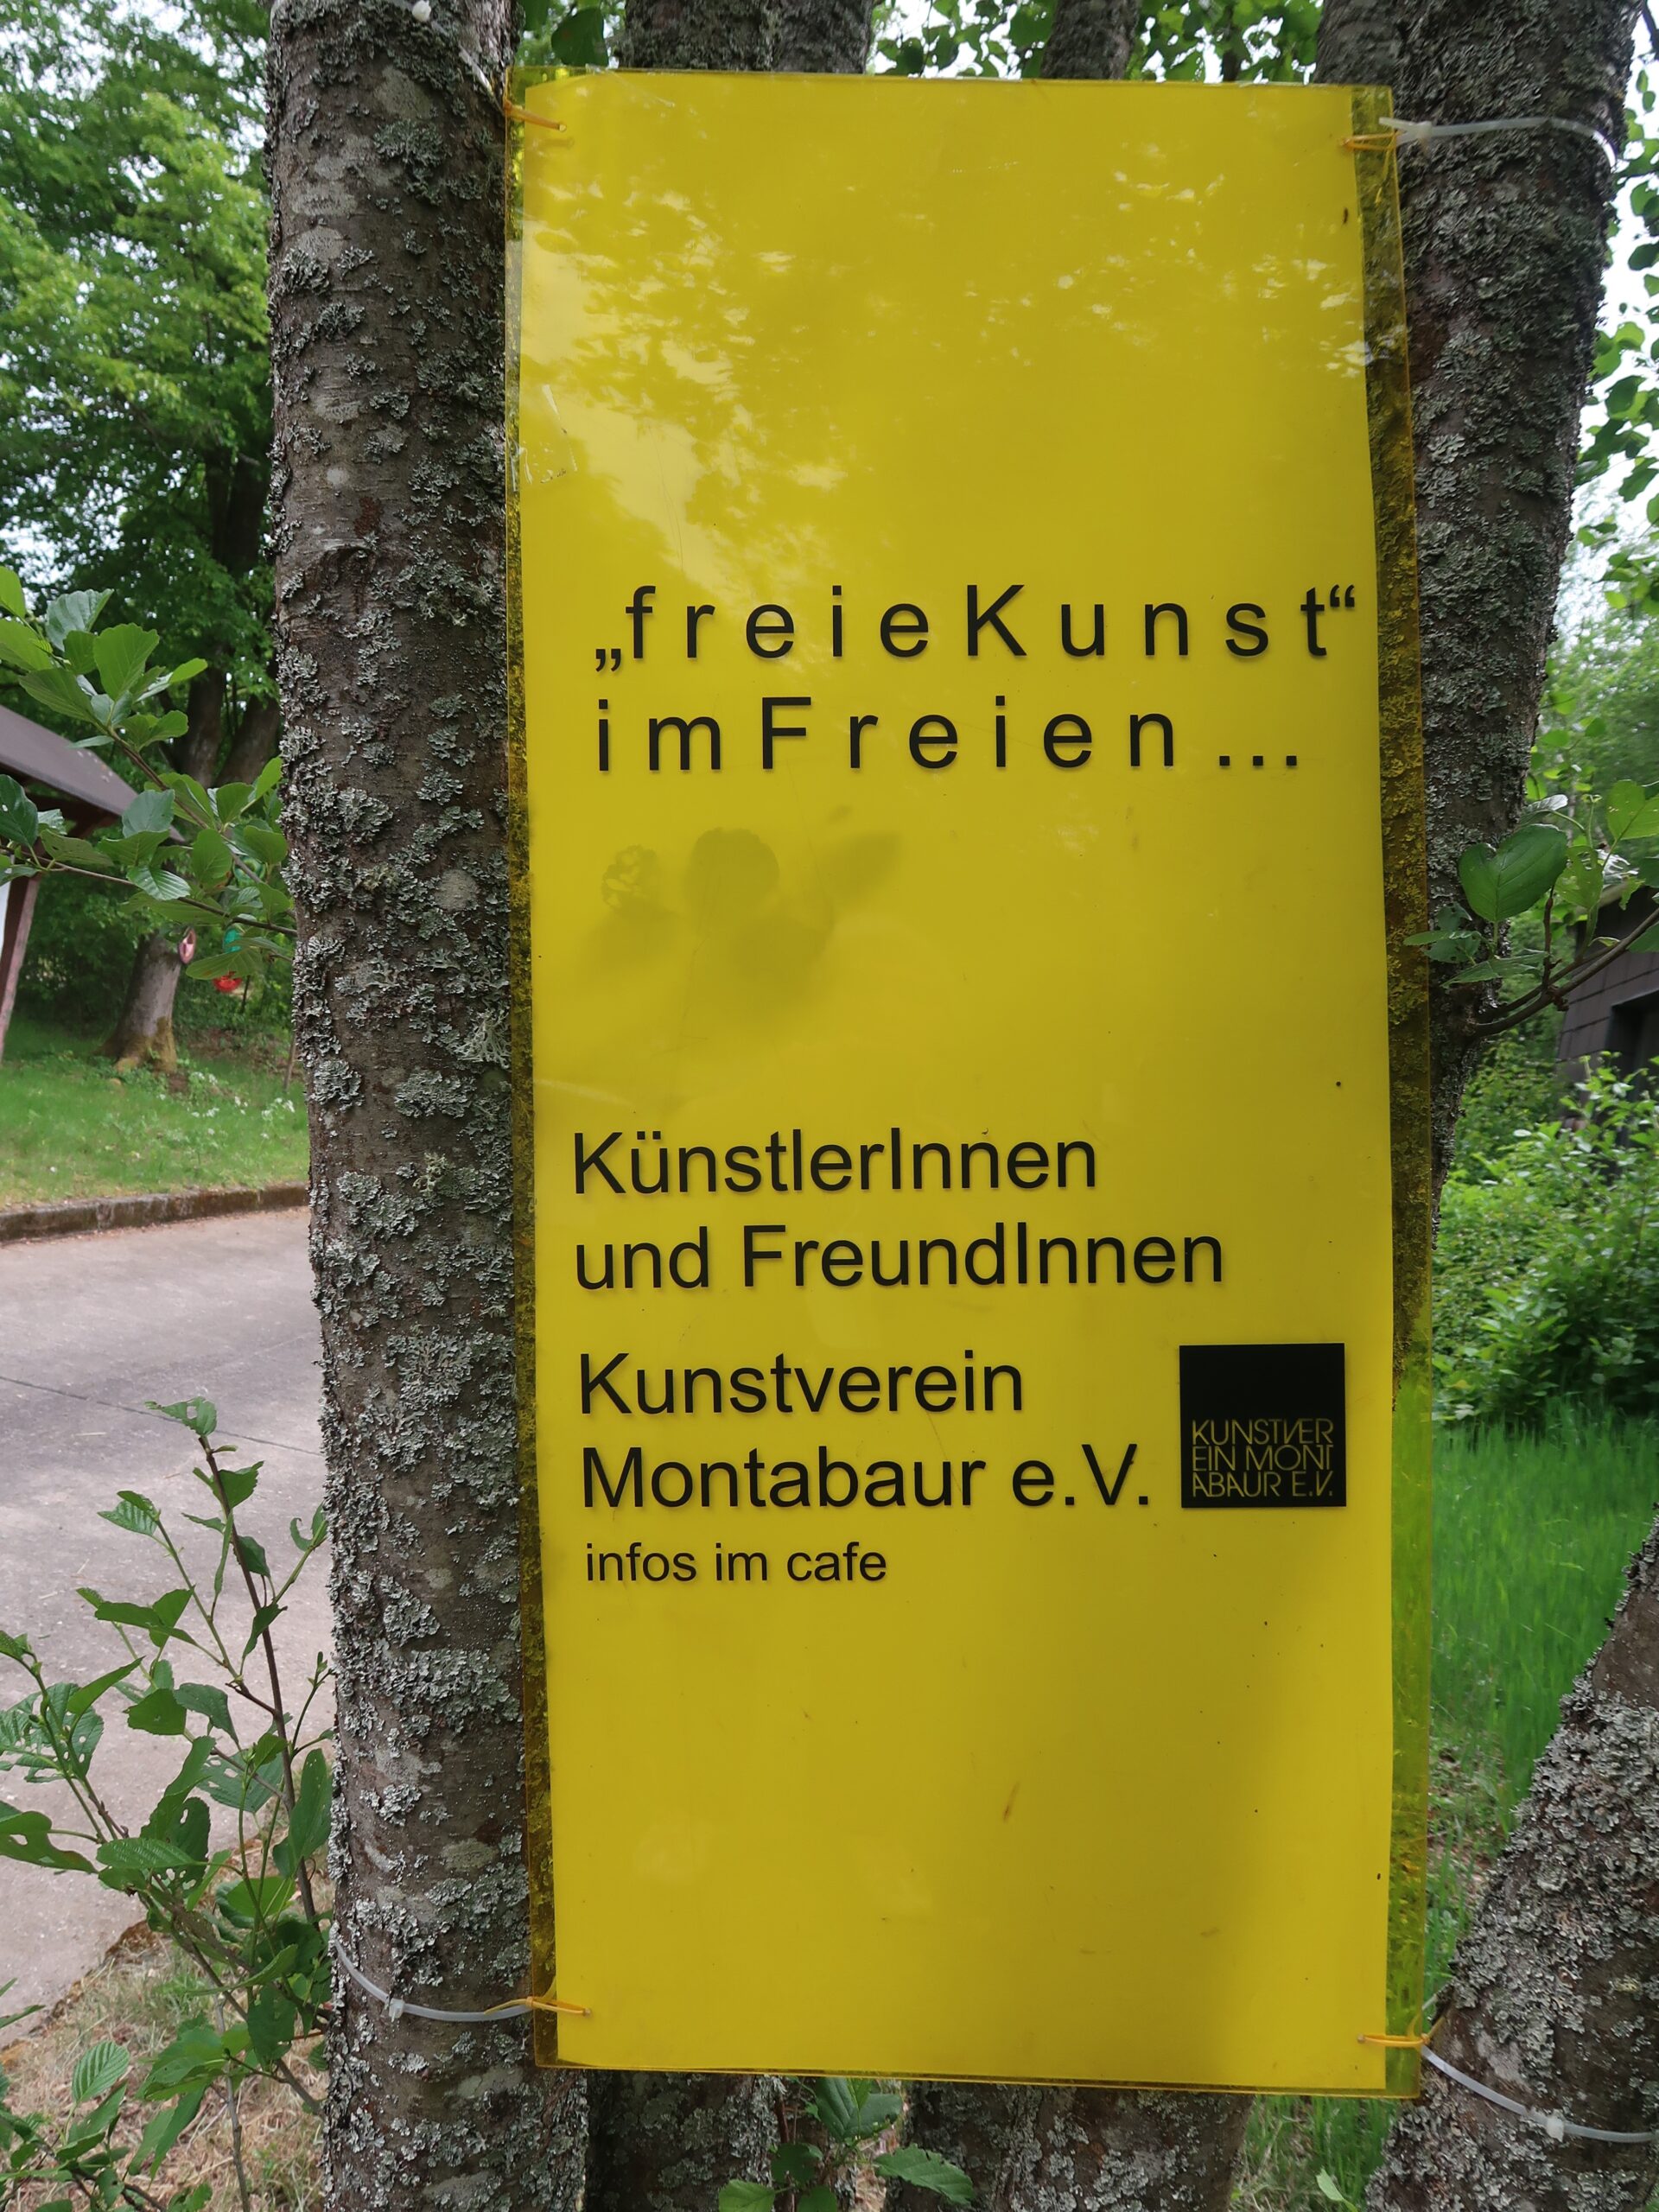 „freieKunst“
imFreien...
KünstlerInnen
und FreundInnen
Kunstverein
Montabaur e.V.
KUNSTVER
EIN MONT
ABAUR E.V.
infos im cafe